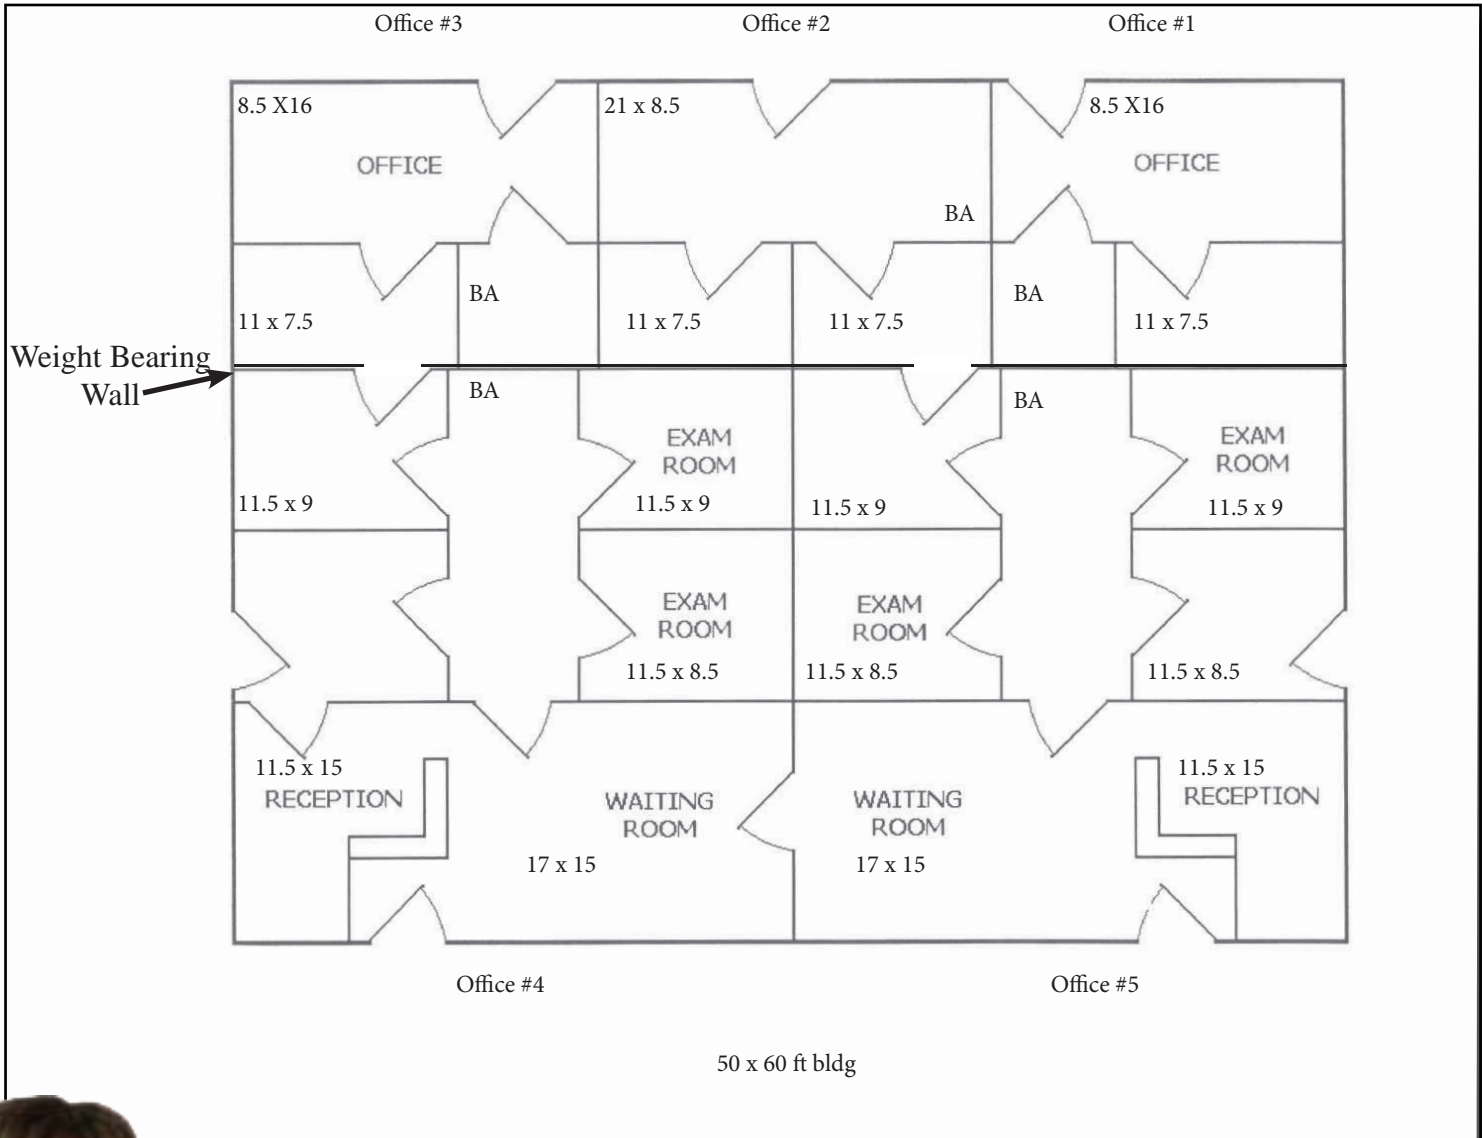 Office #3
Office #2
Office #1
8.5 X16
21 x 8.5
8.5 X16
OFFICE
OFFICE
BA
BA
BA
11 x 7.5
11 x 7.5
11 x 7.5
11 x 7.5
Weight Bearing
Wall
BA
BA
EXAM
ROOM
EXAM
ROOM
11.5 x 9
11.5 x 9
11.5 x 9
11.5 x 9
EXAM
ROOM
EXAM
ROOM
11.5 x 8.5
11.5 x 8.5
11.5 x 8.5
11.5 x 15
RECEPTION
WAITING
ROOM
WAITING
ROOM
11.5 x 15
RECEPTION
17 x 15
17 x 15
Office #4
Office #5
50 x 60 ft bldg